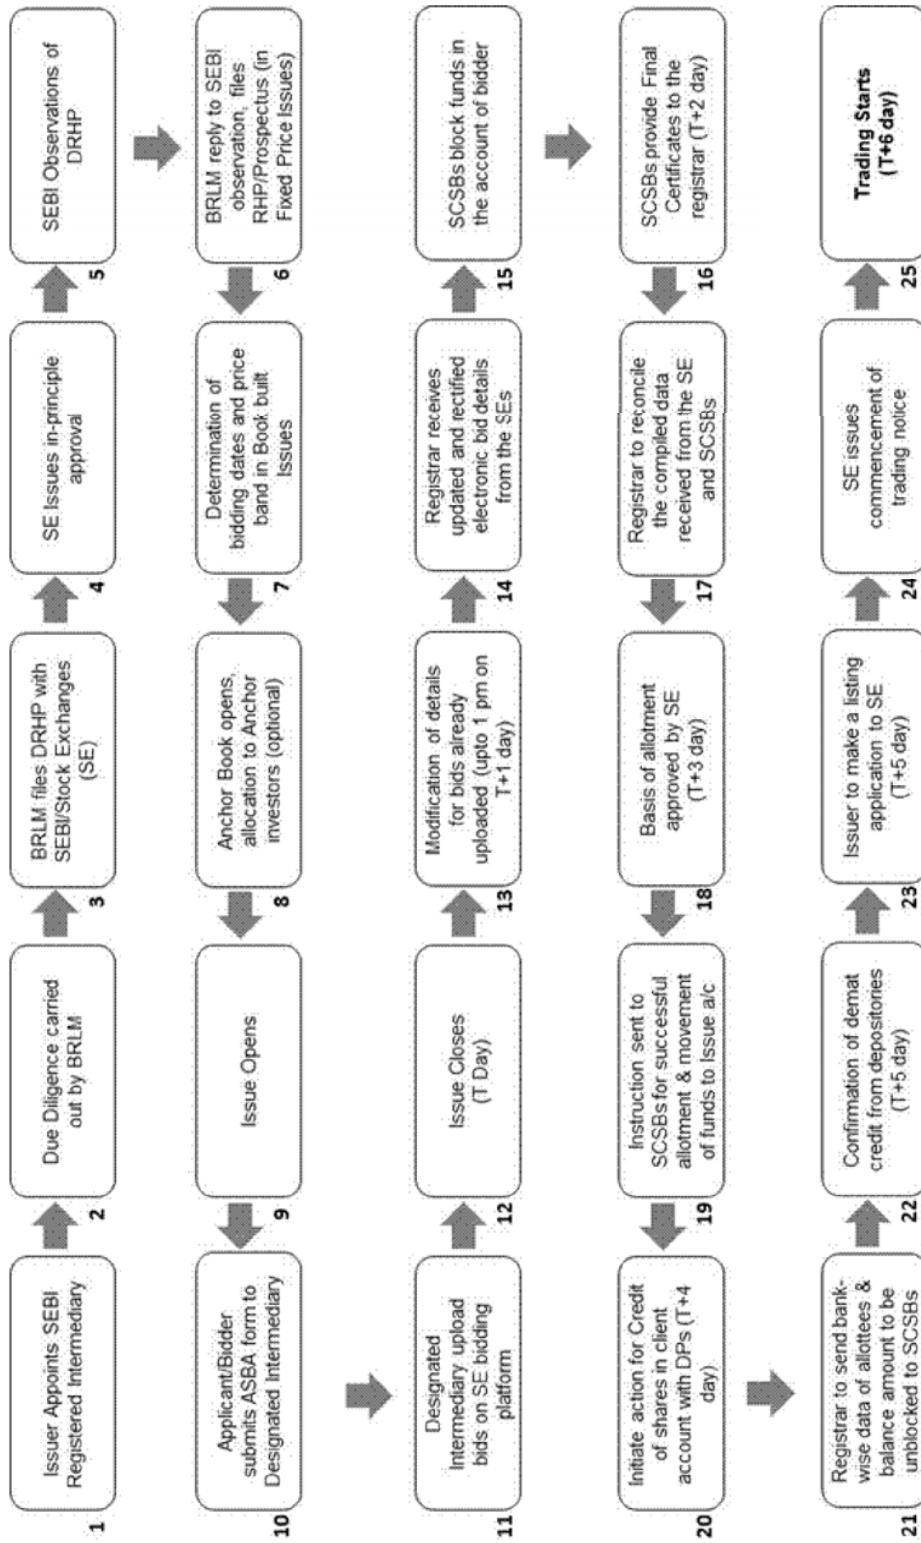 1
Issuer Appoints SEBI
Registered Intermediary
2
Due Diligence carried
out by BRLM
3
BRLM files DRHP with
SEBI/Stock Exchanges
(SE)
4
SE Issues in-principle
approval
5
SEBI Observations of
DRHP
6
BRLM reply to SEBI
observation, files
RHP/Prospectus (in
Fixed Price Issues)
7
Determination of
bidding dates and price
band in Book built
Issues
8
Anchor Book opens,
allocation to Anchor
investors (optional)
9
Issue Opens
10
Applicant/Bidder
submits ASBA form to
Designated Intermediary
11
Designated
Intermediary upload
bids on SE bidding
platform
12
Issue Closes
(T Day)
13
Modification of details
for bids already
uploaded (upto 1 pm on
T+1 day)
14
Registrar receives
updated and rectified
electronic bid details
from the SEs
15
SCSBs block funds in
the account of bidder
16
SCSBs provide Final
Certificates to the
registrar (T+2 day)
17
Registrar to reconcile
the compiled data
received from the SE
and SCSBs
18
Basis of allotment
approved by SE
(T+3 day)
19
Instruction sent to
SCSBs for successful
allotment & movement
of funds to Issue a/c
20
Initiate action for Credit
of shares in client
account with DPs (T+4
day)
21
Registrar to send bank-
wise data of allottees &
balance amount to be
unblocked to SCSBs
22
Confirmation of demat
credit from depositories
(T+5 day)
23
Issuer to make a listing
application to SE
(T+5 day)
24
SE issues
commencement of
trading notice
25
Trading Starts
(T+6 day)